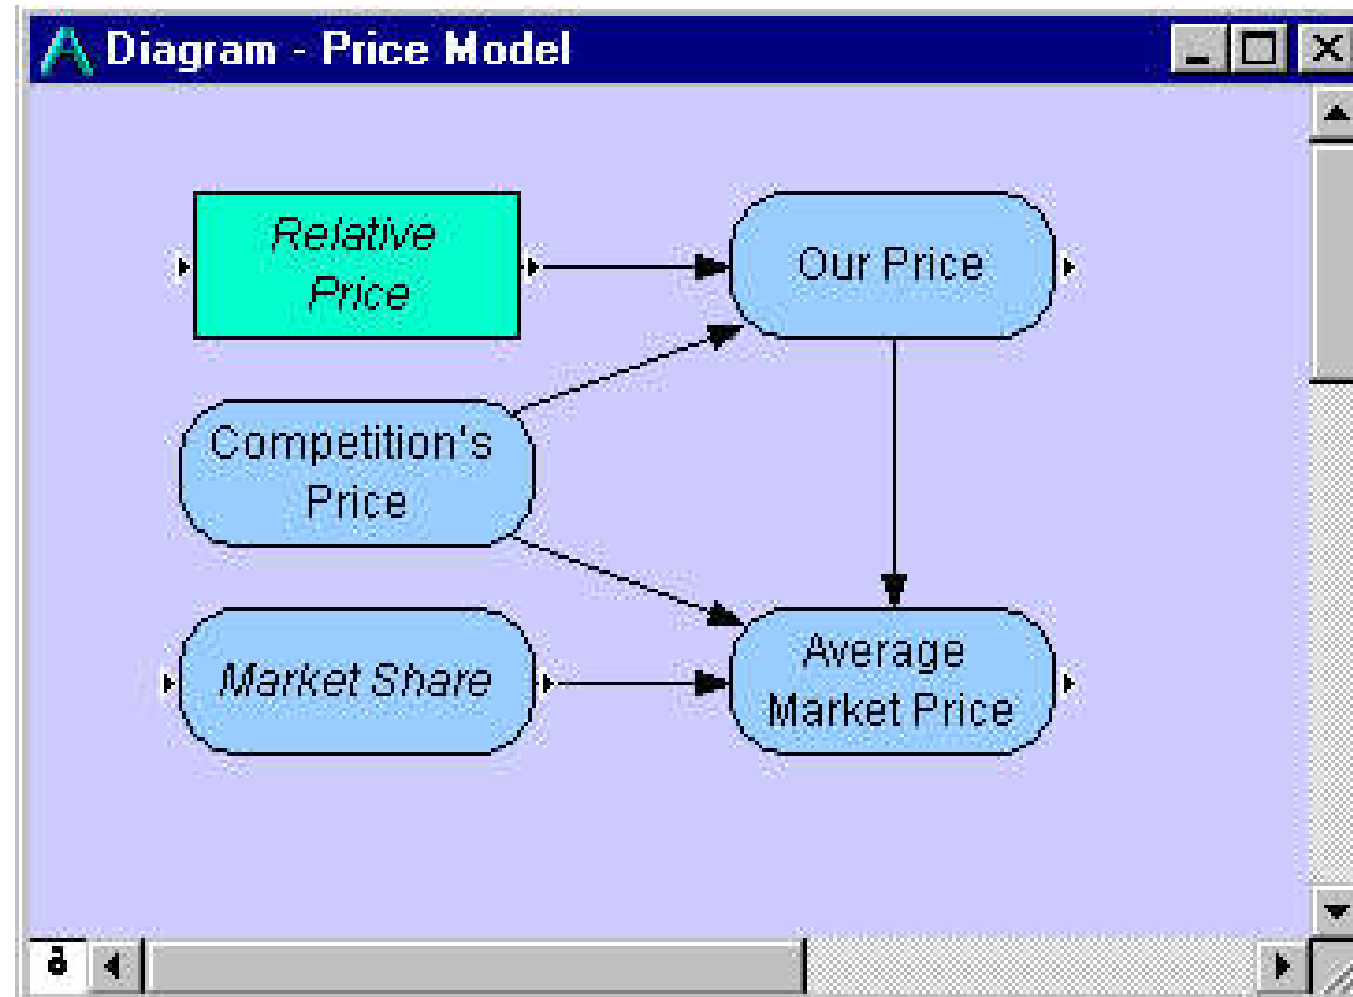 Diagram - Price Model
Relative
Price
Our Price
Competition's
Price
Market Share
Average
Market Price